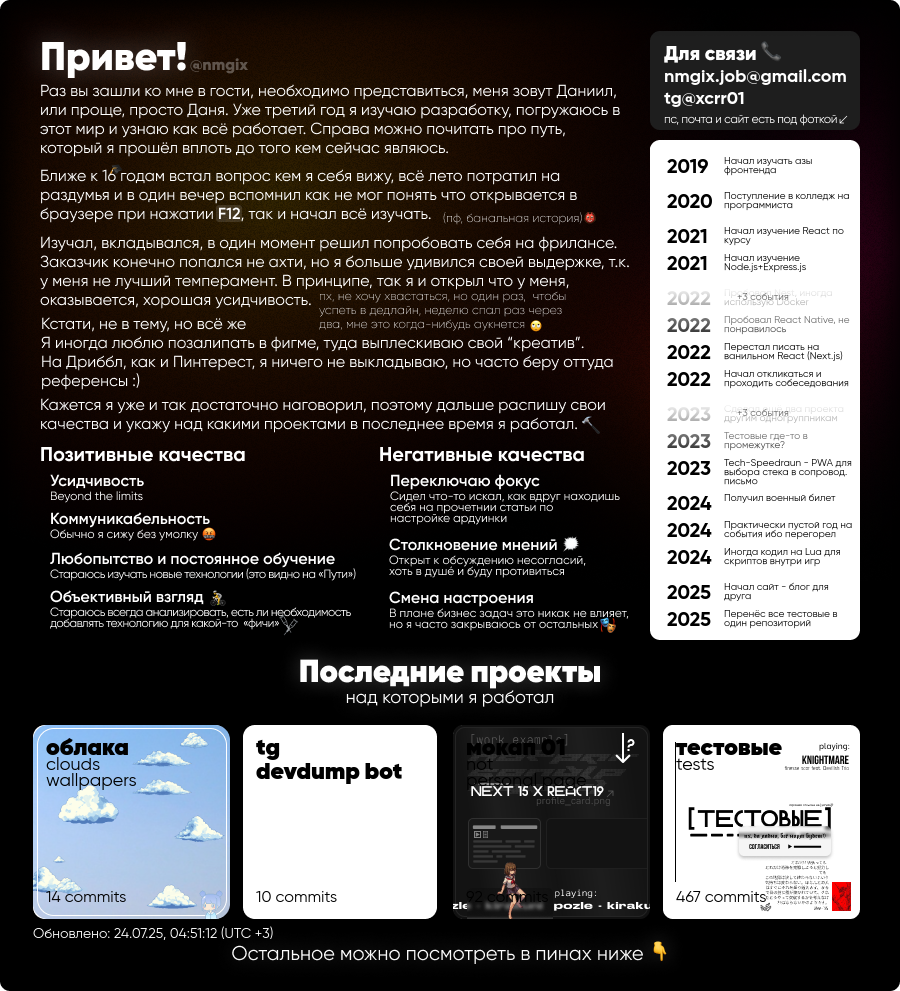 Привет! @nmgix
Раз вы зашли ко мне в гости, необходимо представиться, меня зовут Даниил,
или проще, просто Даня. Уже третий год я изучаю разработку, погружаюсь в
этот мир и узнаю как всё работает. Справа можно почитать про путь,
который я прошёл вплоть до того кем сейчас являюсь.
Ближе к 16 годам встал вопрос кем я себя вижу, всё лето потратил на
раздумья и в один вечер вспомнил как не мог понять что открывается в
браузере при нажатии F12, так и начал всё изучать. (пф, банальная история)👹
Изучал, вкладывался, в один момент решил попробовать себя на фрилансе.
Заказчик конечно попался не ахти, но я больше удивился своей выдержке, т.к.
у меня не лучший темперамент. В принципе, так я и открыл что у меня,
оказывается, хорошая усидчивость.
пх, не хочу хвастаться, но один раз, чтобы
успеть в дедлайн, неделю спал раз через
два, мне это когда-нибудь аукнется 🙄
Кстати, не в тему, но всё же
Я иногда люблю позалипать в фигме, туда выплескиваю свой “креатив”.
На Дриббл, как и Пинтерест, я ничего не выкладываю, но часто беру оттуда
референсы :)
Кажется я уже и так достаточно наговорил, поэтому дальше распишу свои
качества и укажу над какими проектами в последнее время я работал. 🔨
Позитивные качества
Усидчивость
Beyond the limits
Коммуникабельность
Обычно я сижу без умолку 🤬
Любопытство и постоянное обучение
Стараюсь изучать новые технологии (это видно на «Пути»)
Объективный взгляд
Стараюсь всегда анализировать, есть ли необходимость
добавлять технологию для какой-то «фичи»
Негативные качества
Переключаю фокус
Сидел что-то искал, как вдруг находишь
себя на прочтении статьи по
настройке ардуинки
Столкновение мнений
Открыт к обсуждению несогласий,
хоть в душе и буду противиться
Смена настроения
В плане бизнес задач это никак не влияет,
но я часто закрываюсь от остальных 🎭
Для связи 📞
nmgix.job@gmail.com
tg@xcrr01
пс, почта и сайт есть под фоткой↙
2019 Начал изучать азы
фронтенда
2020 Поступление в колледж на
программиста
2021 Начал изучение React по
курсу
2021 Начал изучение
Node.js+Express.js
2022 +3 события
использую Docker
2022 Пробовал React Native, не
понравилось
2022 Перестал писать на
ванильном React (Next.js)
2022 Начал откликаться и
проходить собеседования
2023 +3 события
другим одногруппникам
2023 Тестовые где-то в
промежутке?
2023 Tech-Speedraun - PWA для
выбора стека в сопровод.
письмо
2024 Получил военный билет
2024 Практически пустой год на
события ибо перегорел
2024 Иногда кодил на Lua для
скриптов внутри игр
2025 Начал сайт - блог для
друга
2025 Перенёс все тестовые в
один репозиторий
Последние проекты
над которыми я работал
облака
clouds
wallpapers
14 commits
tg
devdump bot
10 commits
[work example]
мокап 01
not
personal page
NEXT 15 X REACT19
profile_card.png
?
92 commits
playing:
pozle - kiraku
тестовые
tests
playing:
KNIGHTMARE
[ТЕСТОВЫЕ]
СОГЛАСИТЬСЯ
467 commits
Обновлено: 24.07.25, 04:51:12 (UTC +3)
Остальное можно посмотреть в пинах ниже 👇